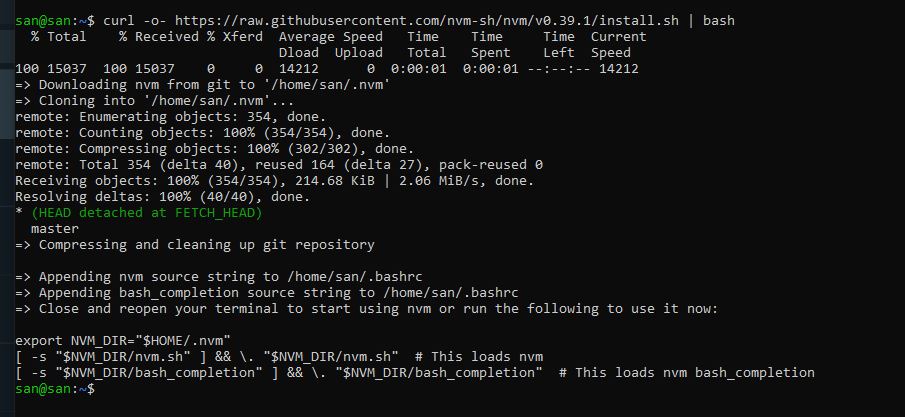 san@san:~$ curl -o- https://raw.githubusercontent.com/nvm-sh/nvm/v0.39.1/install.sh | bash
  % Total    % Received % Xferd  Average Speed   Time    Time     Time  Current
                                 Dload  Upload   Total   Spent    Left  Speed
100 15037  100 15037    0     0  14212      0  0:00:01  0:00:01 --:--:-- 14212
=> Downloading nvm from git to '/home/san/.nvm'
=> Cloning into '/home/san/.nvm'...
remote: Enumerating objects: 354, done.
remote: Counting objects: 100% (354/354), done.
remote: Compressing objects: 100% (302/302), done.
remote: Total 354 (delta 40), reused 164 (delta 27), pack-reused 0
Receiving objects: 100% (354/354), 214.68 KiB | 2.06 MiB/s, done.
Resolving deltas: 100% (40/40), done.
* (HEAD detached at FETCH_HEAD)
  master
=> Compressing and cleaning up git repository

=> Appending nvm source string to /home/san/.bashrc
=> Appending bash_completion source string to /home/san/.bashrc
=> Close and reopen your terminal to start using nvm or run the following to use it now:

export NVM_DIR="$HOME/.nvm"
[ -s "$NVM_DIR/nvm.sh" ] && \. "$NVM_DIR/nvm.sh"  # This loads nvm
[ -s "$NVM_DIR/bash_completion" ] && \. "$NVM_DIR/bash_completion"  # This loads nvm bash_completion
san@san:~$